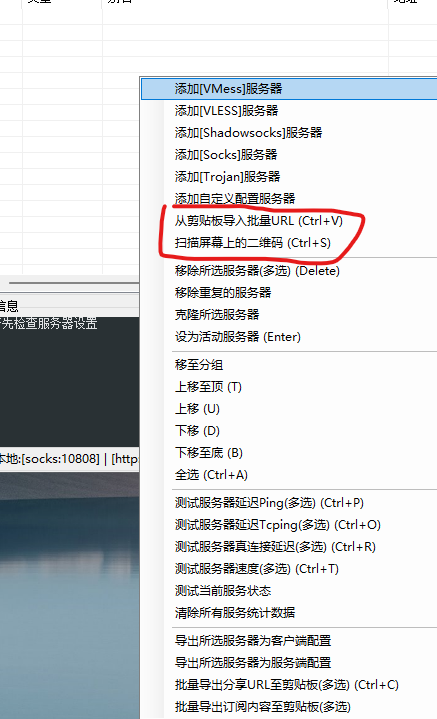 添加[VMess]服务器
添加[VLESS]服务器
添加[Shadowsocks]服务器
添加[Socks]服务器
添加[Trojan]服务器
添加自定义配置服务器
从剪贴板导入批量URL (Ctrl+V)
扫描屏幕上的二维码 (Ctrl+S)
移除所选服务器(多选) (Delete)
移除重复的服务器
克隆所选服务器
设为活动服务器 (Enter)
信息
先检查服务器设置
移至分组
上移至顶 (T)
上移 (U)
下移 (D)
下移至底 (B)
本地:[socks:10808] | [http
全选 (Ctrl+A)
测试服务器延迟Ping(多选) (Ctrl+P)
测试服务器延迟Tcping(多选) (Ctrl+O)
测试服务器真连接延迟(多选) (Ctrl+R)
测试服务器速度(多选) (Ctrl+T)
测试当前服务状态
清除所有服务统计数据
导出所选服务器为客户端配置
导出所选服务器为服务端配置
批量导出分享URL至剪贴板(多选) (Ctrl+C)
批量导出订阅内容至剪贴板(多选)